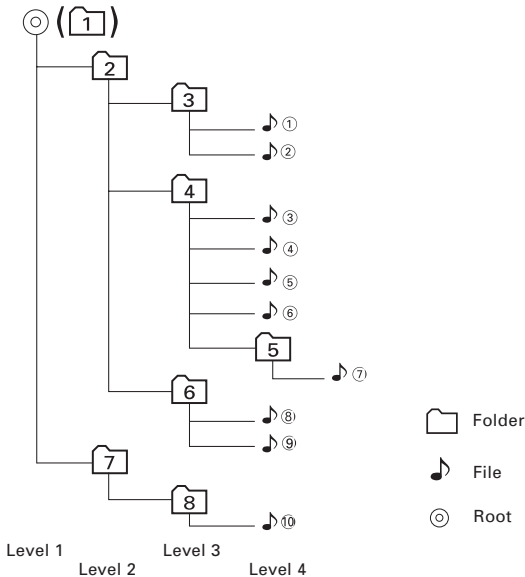 (1)
2
3
①
②
4
③
④
⑤
⑥
5
⑦
6
⑧
⑨
7
8
⑩
Folder
File
Root
Level 1
Level 2
Level 3
Level 4